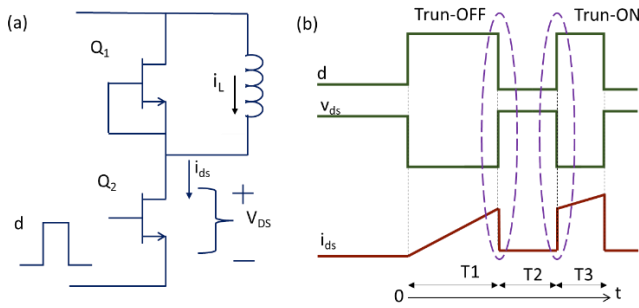 (a)
Q1
iL
ids
Q2
+
VDS
−
d
(b)
Trun-OFF
Trun-ON
d
vds
ids
T1
T2
T3
0
t